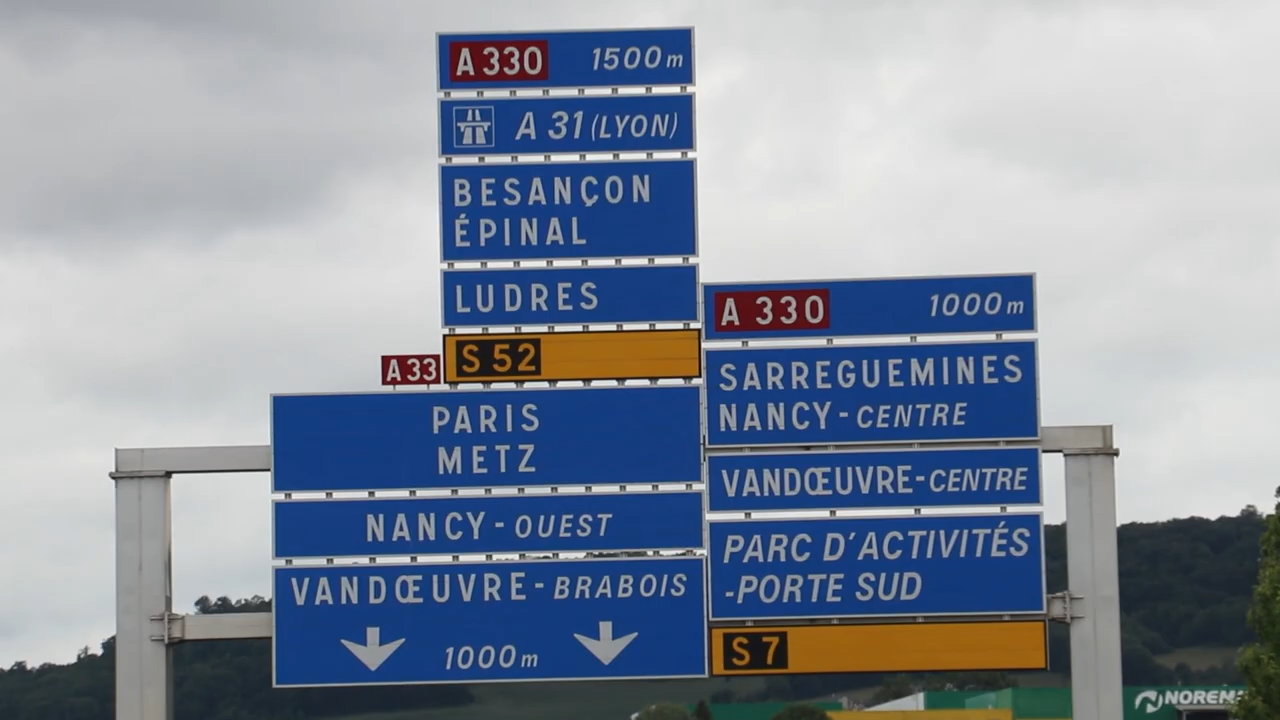 A 330 1500 m
A 31 (LYON)
BESANÇON
ÉPINAL
LUDRES
S 52
A 33
PARIS
METZ
NANCY - OUEST
VANDŒUVRE - BRABOIS
1000 m
A 330 1000 m
SARREGUEMINES
NANCY - CENTRE
VANDŒUVRE - CENTRE
PARC D'ACTIVITÉS
-PORTE SUD
S 7